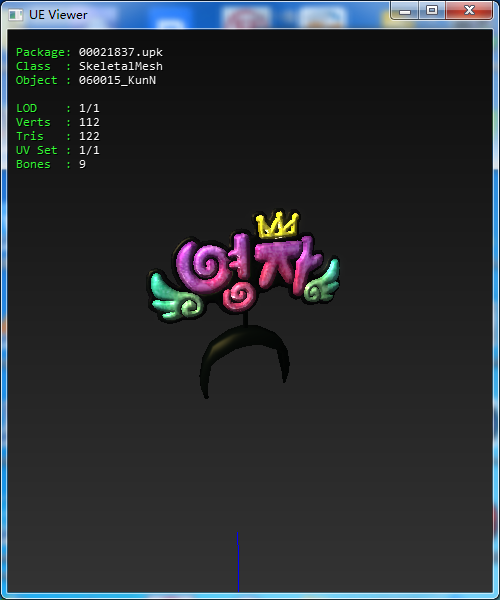 UE Viewer
Package: 00021837.upk
Class : SkeletalMesh
Object : 060015_KunN
LOD : 1/1
Verts : 112
Tris : 122
UV Set : 1/1
Bones : 9
영자